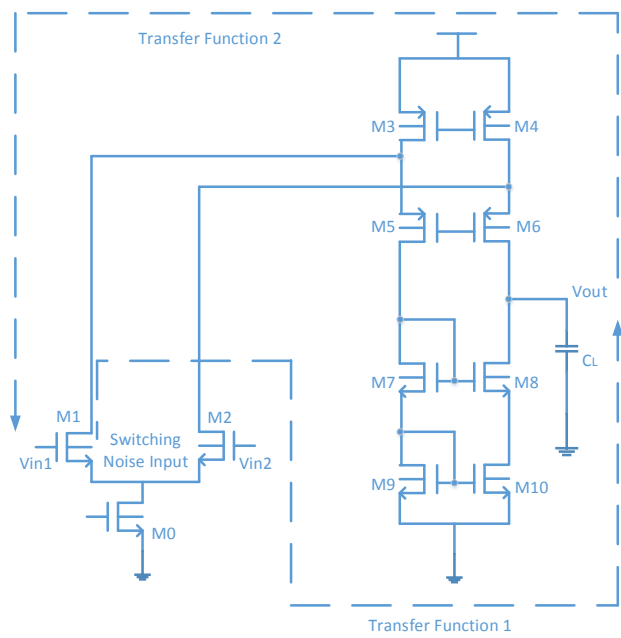 Transfer Function 2
M3
M4
M5
M6
Vout
CL
M7
M8
M1
M2
Switching
Noise Input
Vin1
Vin2
M9
M10
M0
Transfer Function 1